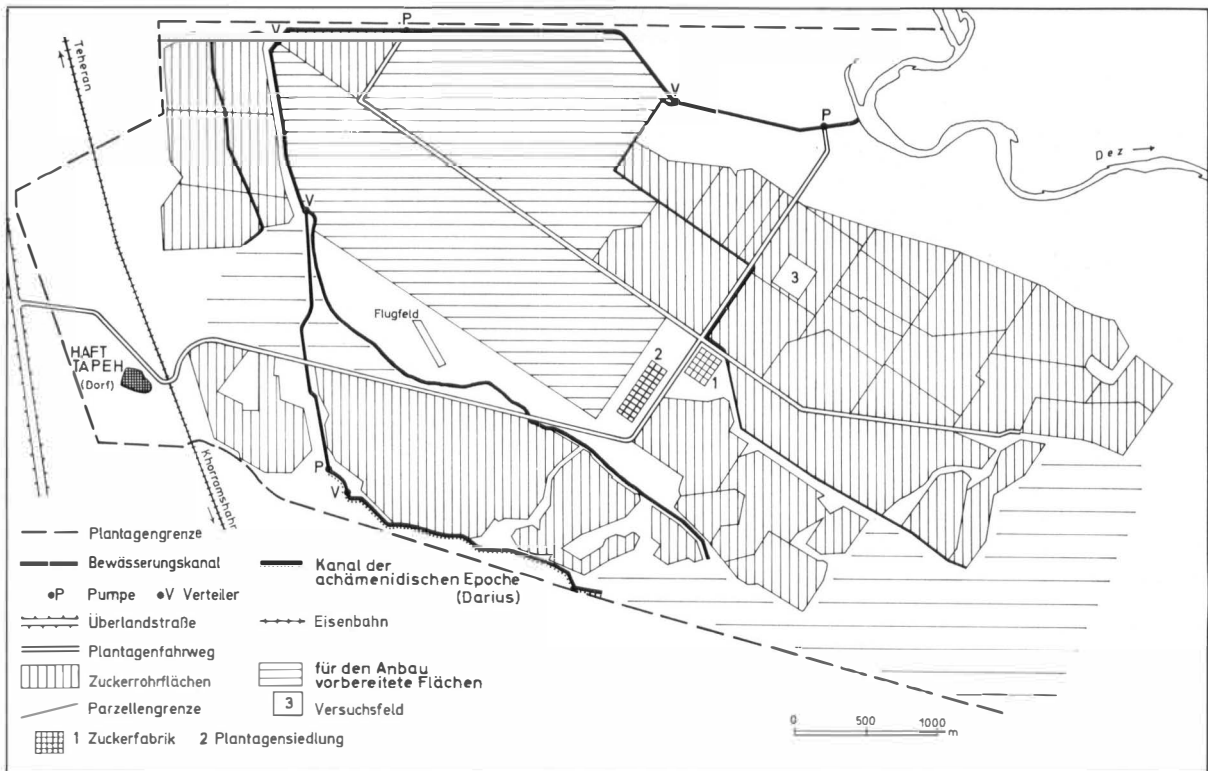 P
V
Teheran
V
P
Dez
V
3
Flugfeld
HAFT
TAPEH
(Dorf)
2
1
P
V
Khorramshahr
Plantagengrenze
Bewässerungskanal
Kanal der
achämenidischen Epoche
(Darius)
P Pumpe V Verteiler
Überlandstraße
Eisenbahn
Plantagenfahrweg
Zuckerrohrflächen
für den Anbau
vorbereitete Flächen
Parzellengrenze
3 Versuchsfeld
1 Zuckerfabrik 2 Plantagensiedlung
0 500 1000 m